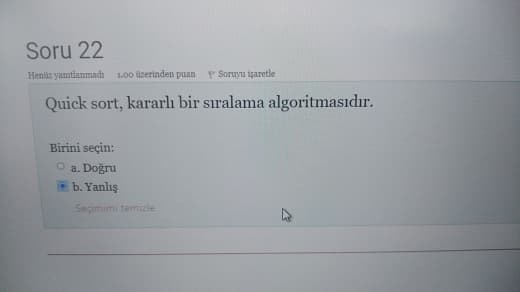 Soru 22
Henüz yanıtlanmadı 1,00 üzerinden puan Soruyu işaretle
Quick sort, kararlı bir sıralama algoritmasıdır.
Birini seçin:
a. Doğru
b. Yanlış
Seçimimi temizle